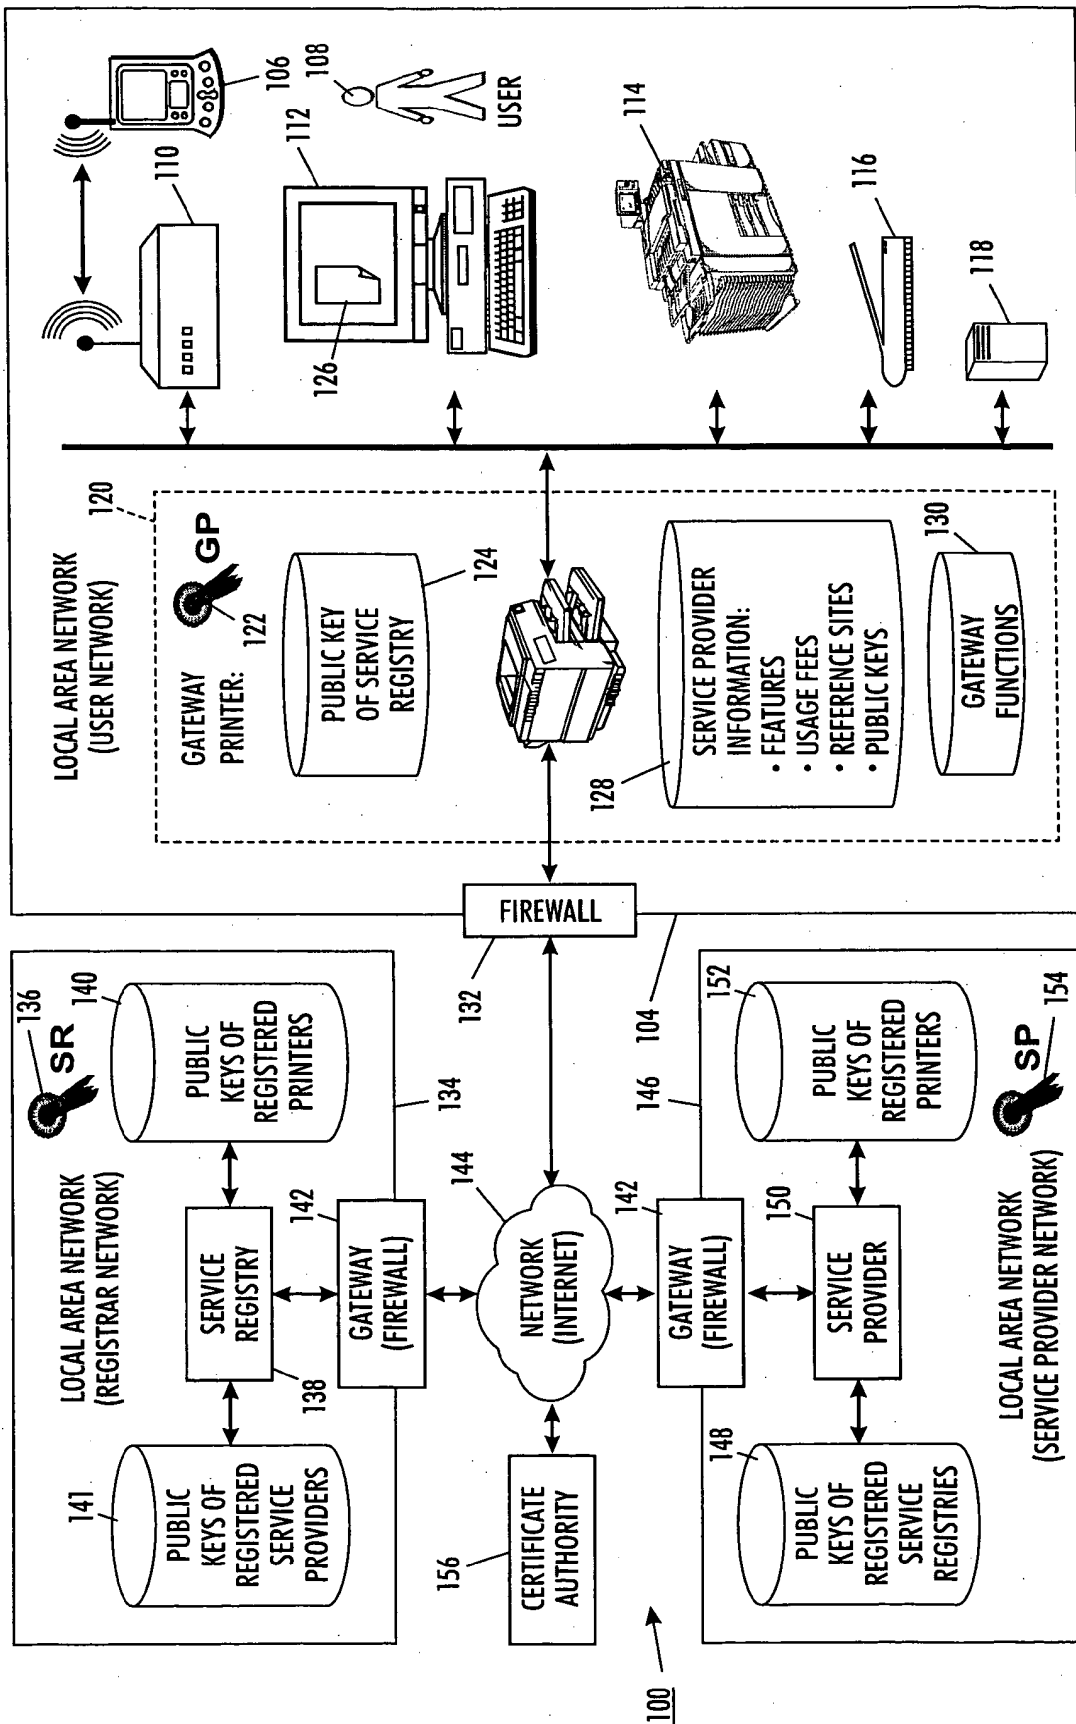 LOCAL AREA NETWORK
(REGISTRAR NETWORK)
136
SR
141
PUBLIC
KEYS OF
REGISTERED
SERVICE
PROVIDERS
SERVICE
REGISTRY
138
140
PUBLIC
KEYS OF
REGISTERED
PRINTERS
134
142
GATEWAY
(FIREWALL)
144
NETWORK
(INTERNET)
156
CERTIFICATE
AUTHORITY
100
142
GATEWAY
(FIREWALL)
146
148
PUBLIC
KEYS OF
REGISTERED
SERVICE
REGISTRIES
150
SERVICE
PROVIDER
152
PUBLIC
KEYS OF
REGISTERED
PRINTERS
LOCAL AREA NETWORK
(SERVICE PROVIDER NETWORK)
SP
154
132
FIREWALL
104
LOCAL AREA NETWORK
(USER NETWORK)
120
GATEWAY
PRINTER:
122
GP
PUBLIC KEY
OF SERVICE
REGISTRY
124
128
SERVICE PROVIDER
INFORMATION:
• FEATURES
• USAGE FEES
• REFERENCE SITES
• PUBLIC KEYS
130
GATEWAY
FUNCTIONS
110
106
112
126
108
USER
114
116
118